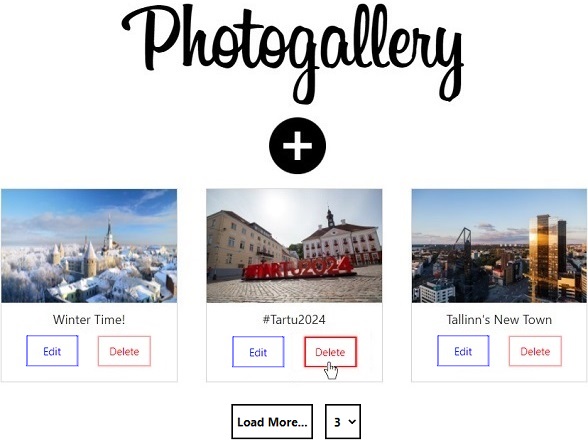 Photogallery
+
#TARTU2024
Winter Time!
#Tartu2024
Tallinn's New Town
Edit
Delete
Edit
Delete
Edit
Delete
Load More...
3